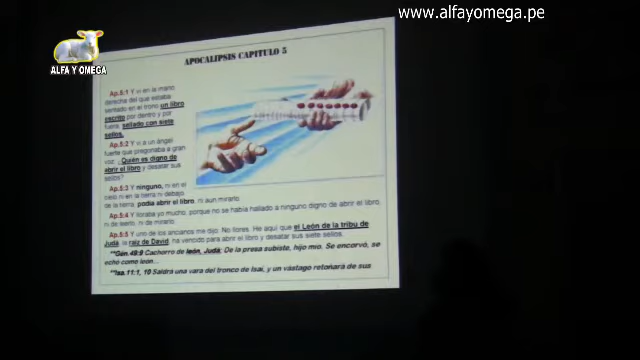 www.alfayomega.pe
ALFA Y OMEGA
APOCALIPSIS CAPITULO 5
Ap.5:1 Y vi en la mano
derecha del que estaba
sentado en el trono un libro
escrito por dentro y por
fuera, sellado con siete
sellos.
Ap.5:2 Y vi a un ángel
fuerte que pregonaba a gran
voz: ¿Quién es digno de
abrir el libro y desatar sus
sellos?
Ap.5:3 Y ninguno, ni en el
cielo ni en la tierra ni debajo
de la tierra, podía abrir el libro, ni aun mirarlo.
Ap.5:4 Y lloraba yo mucho, porque no se había hallado a ninguno digno de abrir el libro,
ni de leerlo, ni de mirarlo.
Ap.5:5 Y uno de los ancianos me dijo: No llores. He aquí que el León de la tribu de
Judá, la raíz de David, ha vencido para abrir el libro y desatar sus siete sellos.
**Gén.49:9 Cachorro de león, Judá; De la presa subiste, hijo mío. Se encorvó, se
echó como león...
**Isa.11:1, 10 Saldrá una vara del tronco de Isaí, y un vástago retoñará de sus